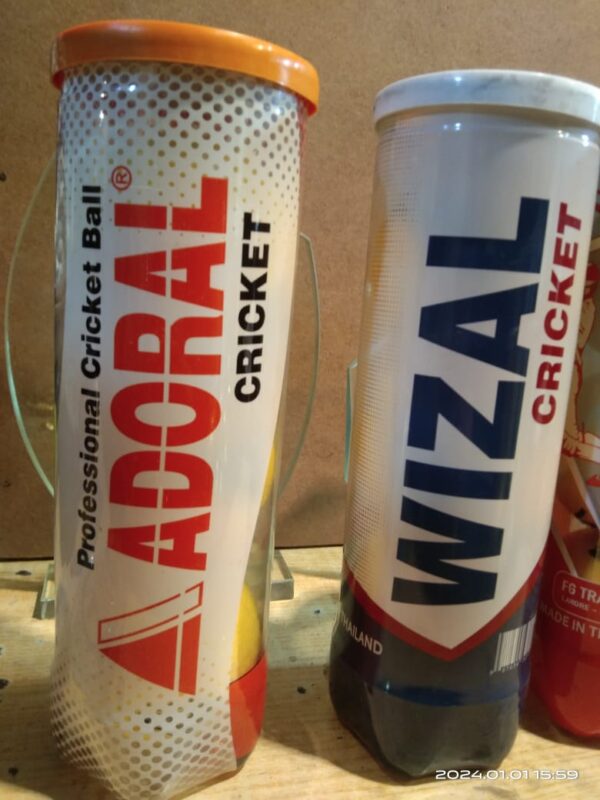 Professional Cricket Ball
ADORAL®
CRICKET
WIZAL
CRICKET
THAILAND
MADE IN
2024.01.01 15:59